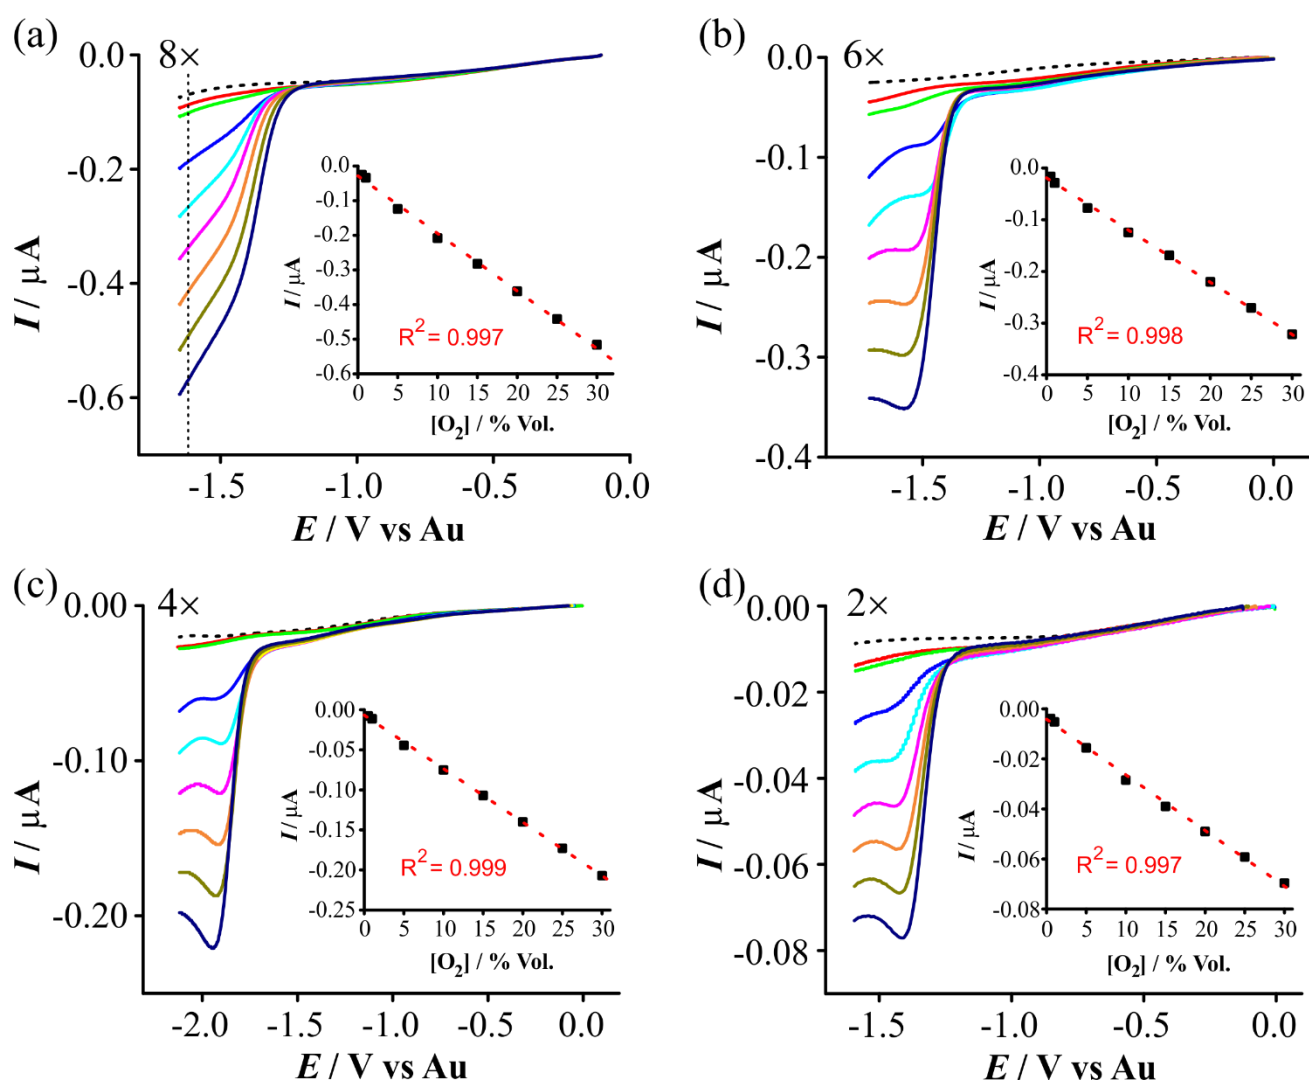 (a)
8×
0.0
-0.2
-0.4
-0.6
I / µA
-1.5
-1.0
-0.5
0.0
E / V vs Au
0.0
-0.1
-0.2
-0.3
-0.4
-0.5
-0.6
I / µA
R² = 0.997
0 5 10 15 20 25 30
[O₂] / % Vol.
(b)
6×
0.0
-0.1
-0.2
-0.3
-0.4
I / µA
-1.5
-1.0
-0.5
0.0
E / V vs Au
0.0
-0.1
-0.2
-0.3
-0.4
I / µA
R² = 0.998
0 5 10 15 20 25 30
[O₂] / % Vol.
(c)
4×
0.00
-0.10
-0.20
I / µA
-2.0
-1.5
-1.0
-0.5
0.0
E / V vs Au
0.00
-0.05
-0.10
-0.15
-0.20
-0.25
I / µA
R² = 0.999
0 5 10 15 20 25 30
[O₂] / % Vol.
(d)
2×
0.00
-0.02
-0.04
-0.06
-0.08
I / µA
-1.5
-1.0
-0.5
0.0
E / V vs Au
0.00
-0.02
-0.04
-0.06
-0.08
I / µA
R² = 0.997
0 5 10 15 20 25 30
[O₂] / % Vol.